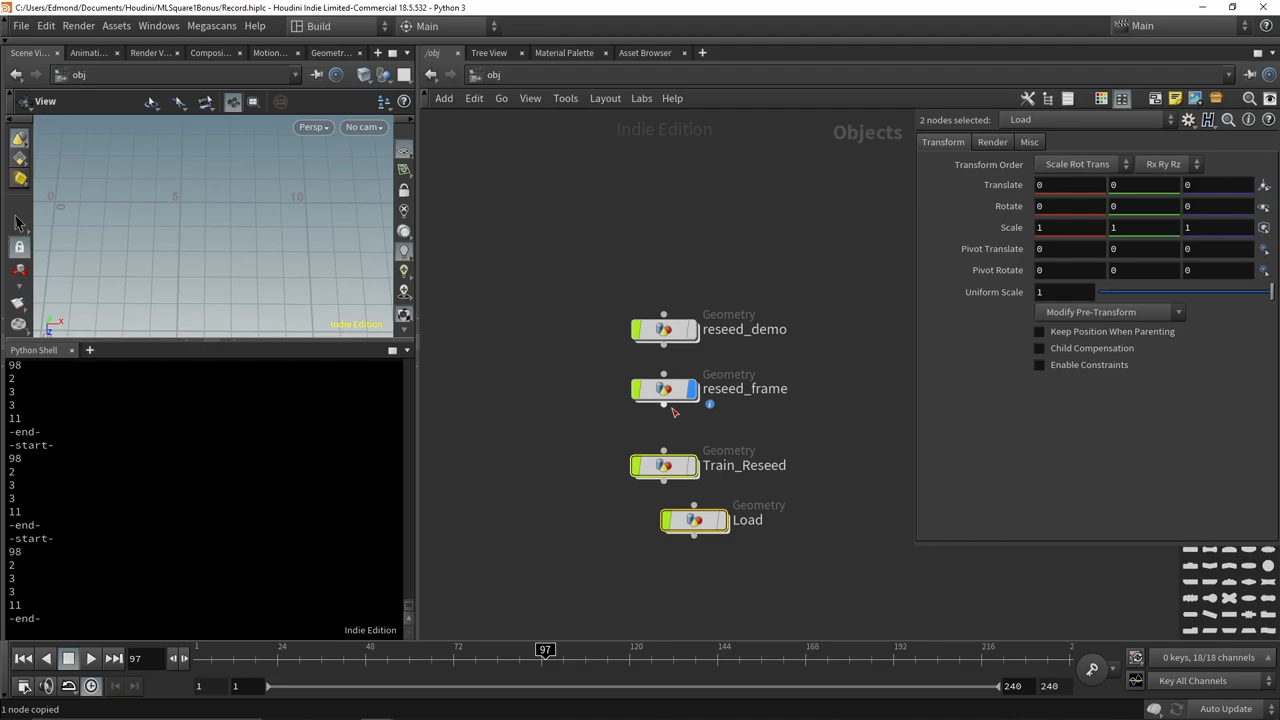 C:/Users/Edmond/Documents/Houdini/MLSquare1Bonus/Record.hiplc - Houdini Indie Limited-Commercial 18.5.532 - Python 3
File Edit Render Assets Windows Megascans Help Build Main Main
Scene Vi... Animati... Render V... Composi... Motion... Geometr...
/obj Tree View Material Palette Asset Browser
obj
obj
View
Add Edit Go View Tools Layout Labs Help
Persp No cam
0 5 10
Indie Edition
Python Shell
98
2
3
3
11
-end-
-start-
98
2
3
3
11
-end-
-start-
98
2
3
3
11
-end-
Indie Edition
Indie Edition
Objects
Geometry
reseed_demo
Geometry
reseed_frame
Geometry
Train_Reseed
Geometry
Load
2 nodes selected: Load
Transform Render Misc
Transform Order Scale Rot Trans Rx Ry Rz
Translate 0 0 0
Rotate 0 0 0
Scale 1 1 1
Pivot Translate 0 0 0
Pivot Rotate 0 0 0
Uniform Scale 1
Modify Pre-Transform
Keep Position When Parenting
Child Compensation
Enable Constraints
97
1 24 48 72 97 120 144 168 192 216 2
1 1 240 240
0 keys, 18/18 channels
Key All Channels
1 node copied
Auto Update